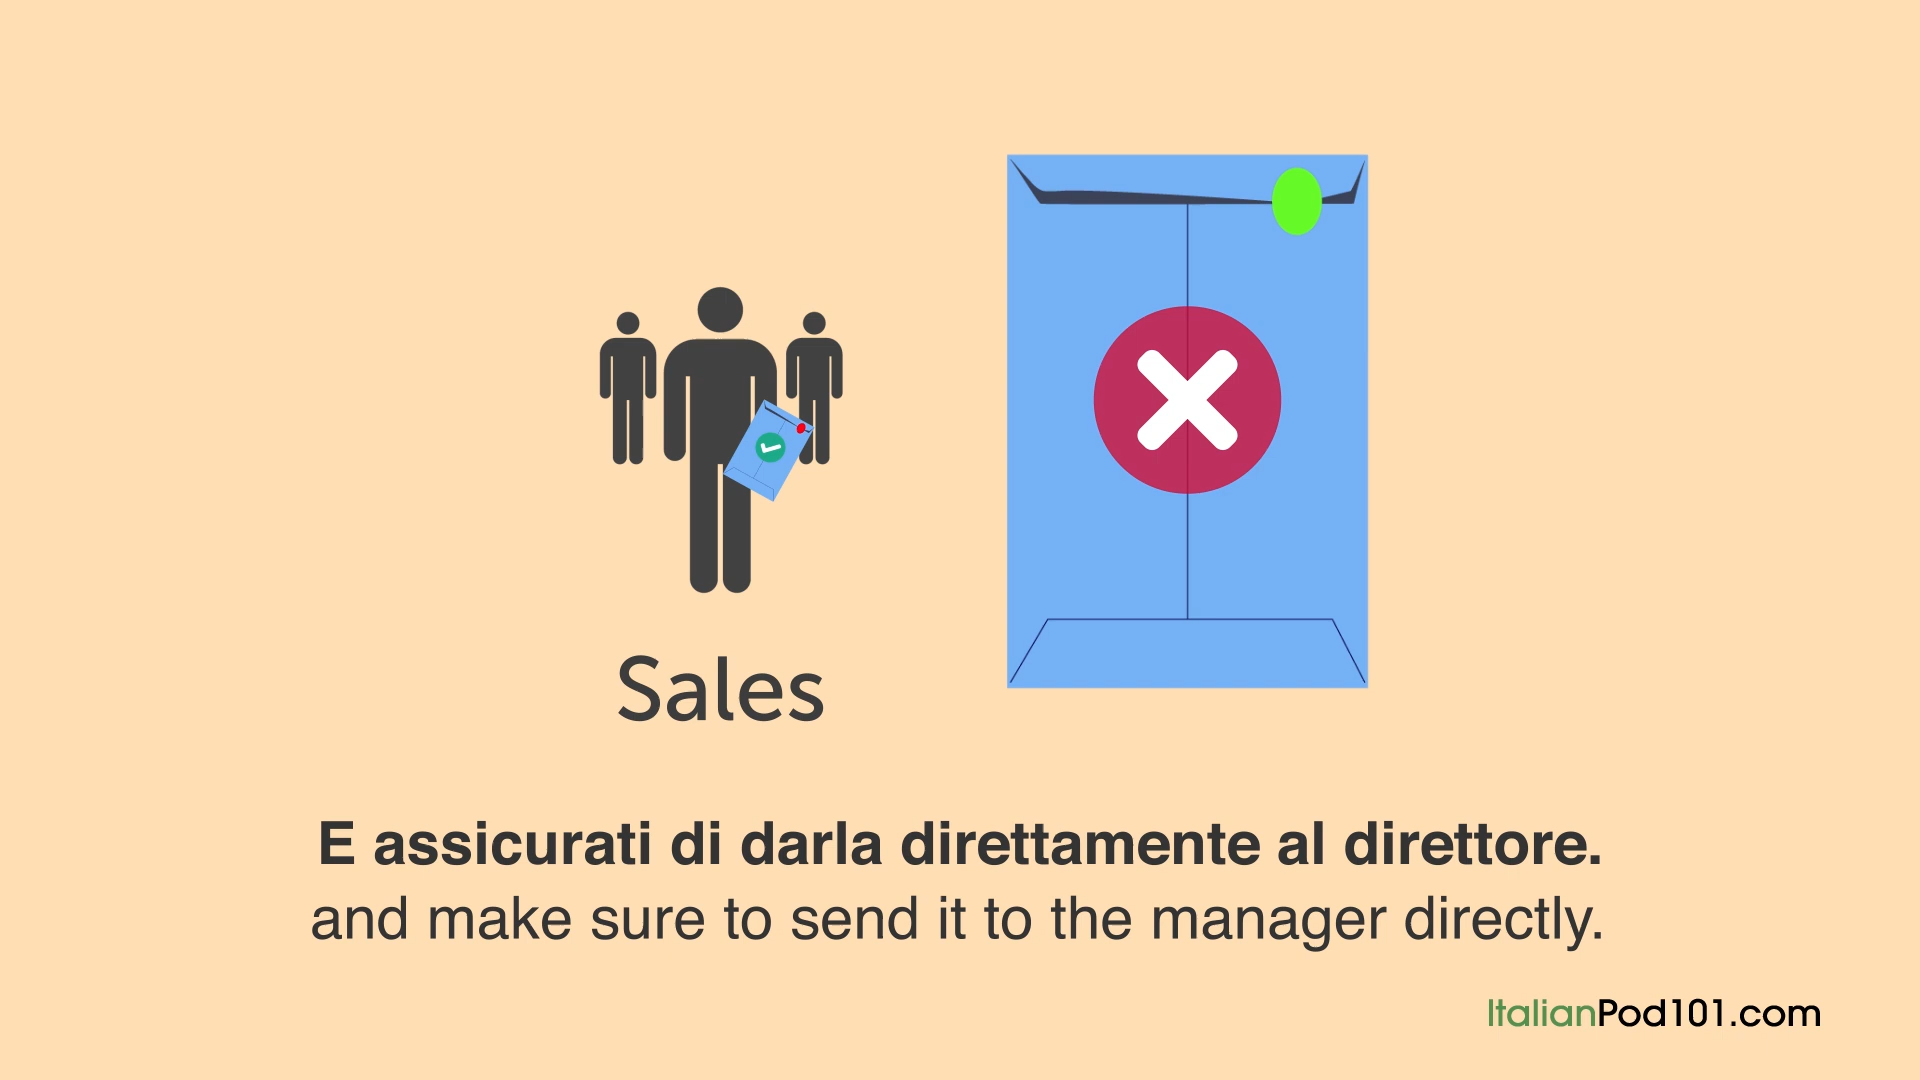 Sales
E assicurati di darla direttamente al direttore.
and make sure to send it to the manager directly.
ItalianPod101.com